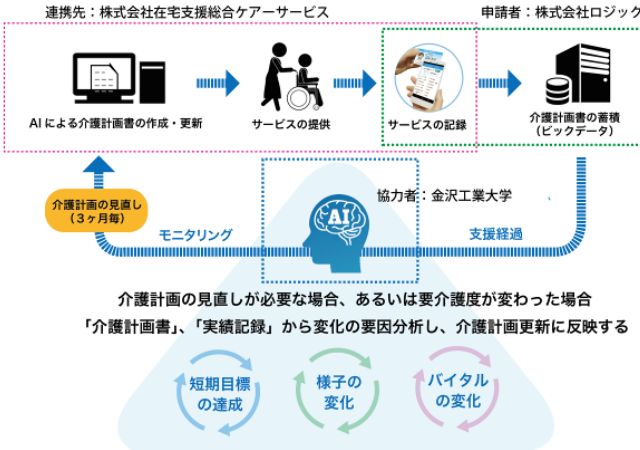 連携先：株式会社在宅支援総合ケアーサービス
申請者：株式会社ロジック
AIによる介護計画書の作成・更新
サービスの提供
サービスの記録
介護計画書の蓄積
（ビックデータ）
介護計画の見直し
（３ヶ月毎）
AI
協力者：金沢工業大学
モニタリング
支援経過
介護計画の見直しが必要な場合、あるいは要介護度が変わった場合
「介護計画書」、「実績記録」から変化の要因分析し、介護計画更新に反映する
短期目標
の達成
様子の
変化
バイタル
の変化